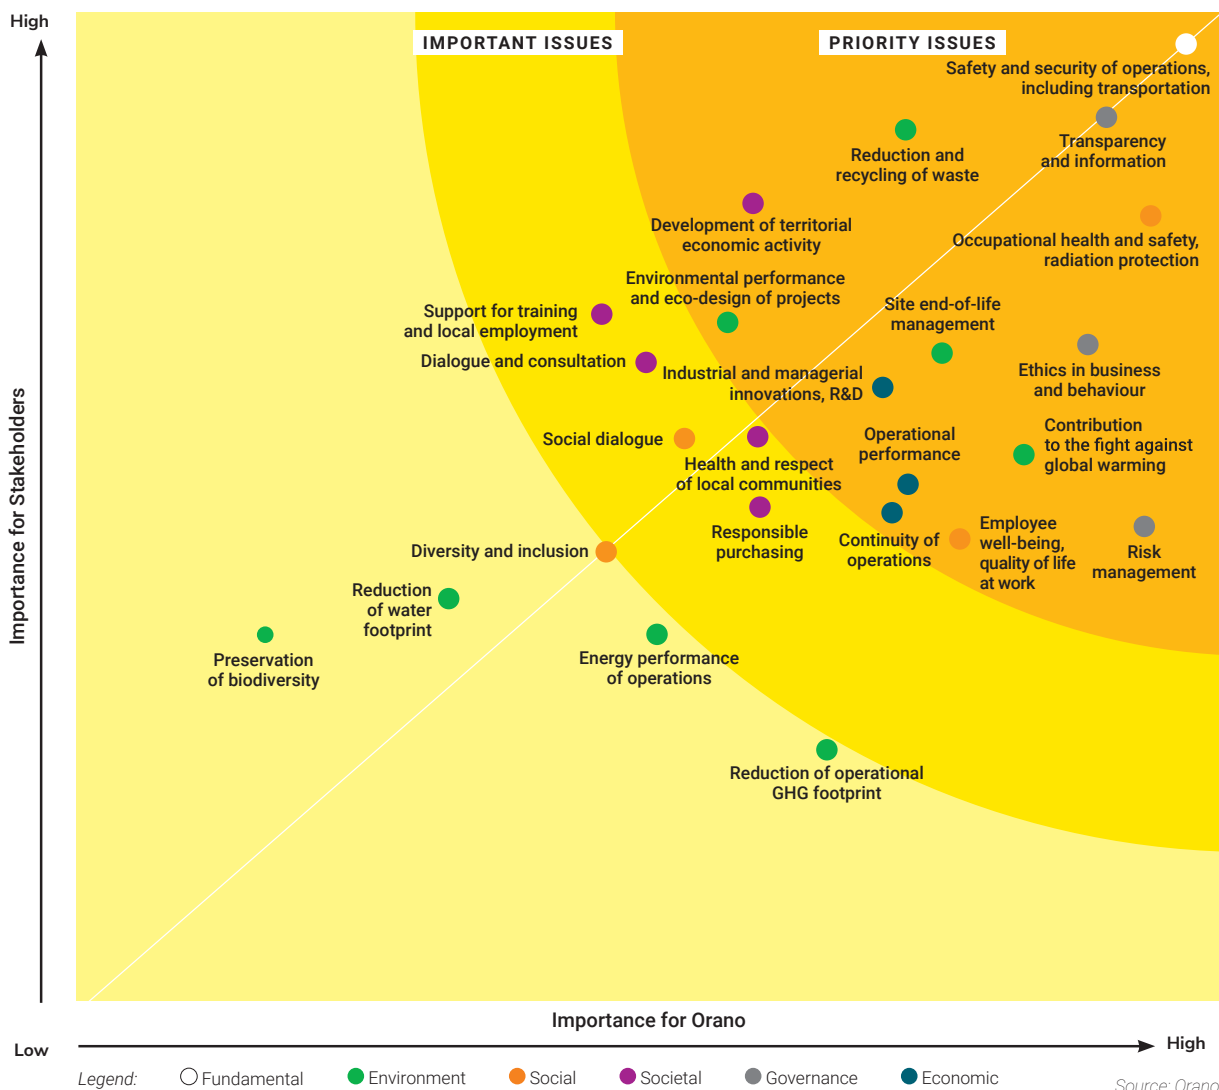 High
IMPORTANT ISSUES
PRIORITY ISSUES
Safety and security of operations,
including transportation
Transparency
and information
Reduction and
recycling of waste
Development of territorial
economic activity
Occupational health and safety,
radiation protection
Environmental performance
and eco-design of projects
Support for training
and local employment
Site end-of-life
management
Dialogue and consultation
Industrial and managerial
innovations, R&D
Ethics in business
and behaviour
Social dialogue
Operational
performance
Contribution
to the fight against
global warming
Health and respect
of local communities
Responsible
purchasing
Continuity of
operations
Employee
well-being,
quality of life
at work
Risk
management
Diversity and inclusion
Reduction
of water
footprint
Preservation
of biodiversity
Energy performance
of operations
Reduction of operational
GHG footprint
Importance for Stakeholders
Importance for Orano
Low
High
Legend:
Fundamental
Environment
Social
Societal
Governance
Economic
Source: Orano